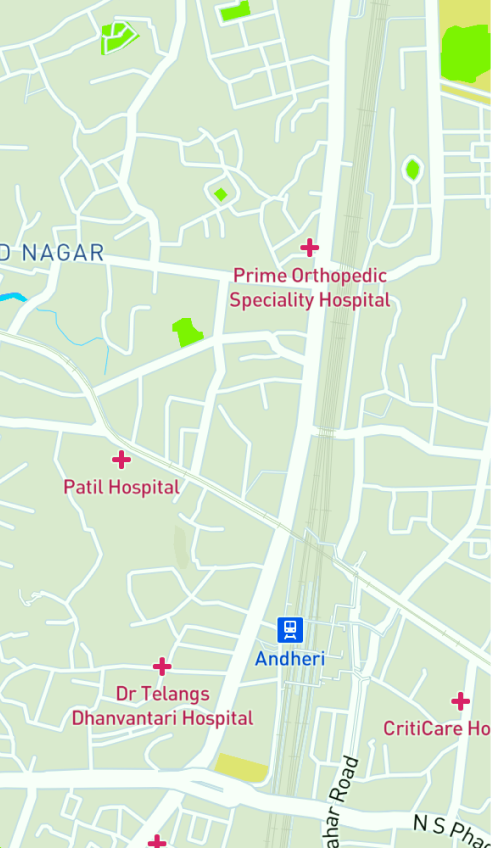 D NAGAR
Prime Orthopedic
Speciality Hospital
Patil Hospital
Andheri
Dr Telangs
Dhanvantari Hospital
CritiCare Ho
ahar Road
N S Phad